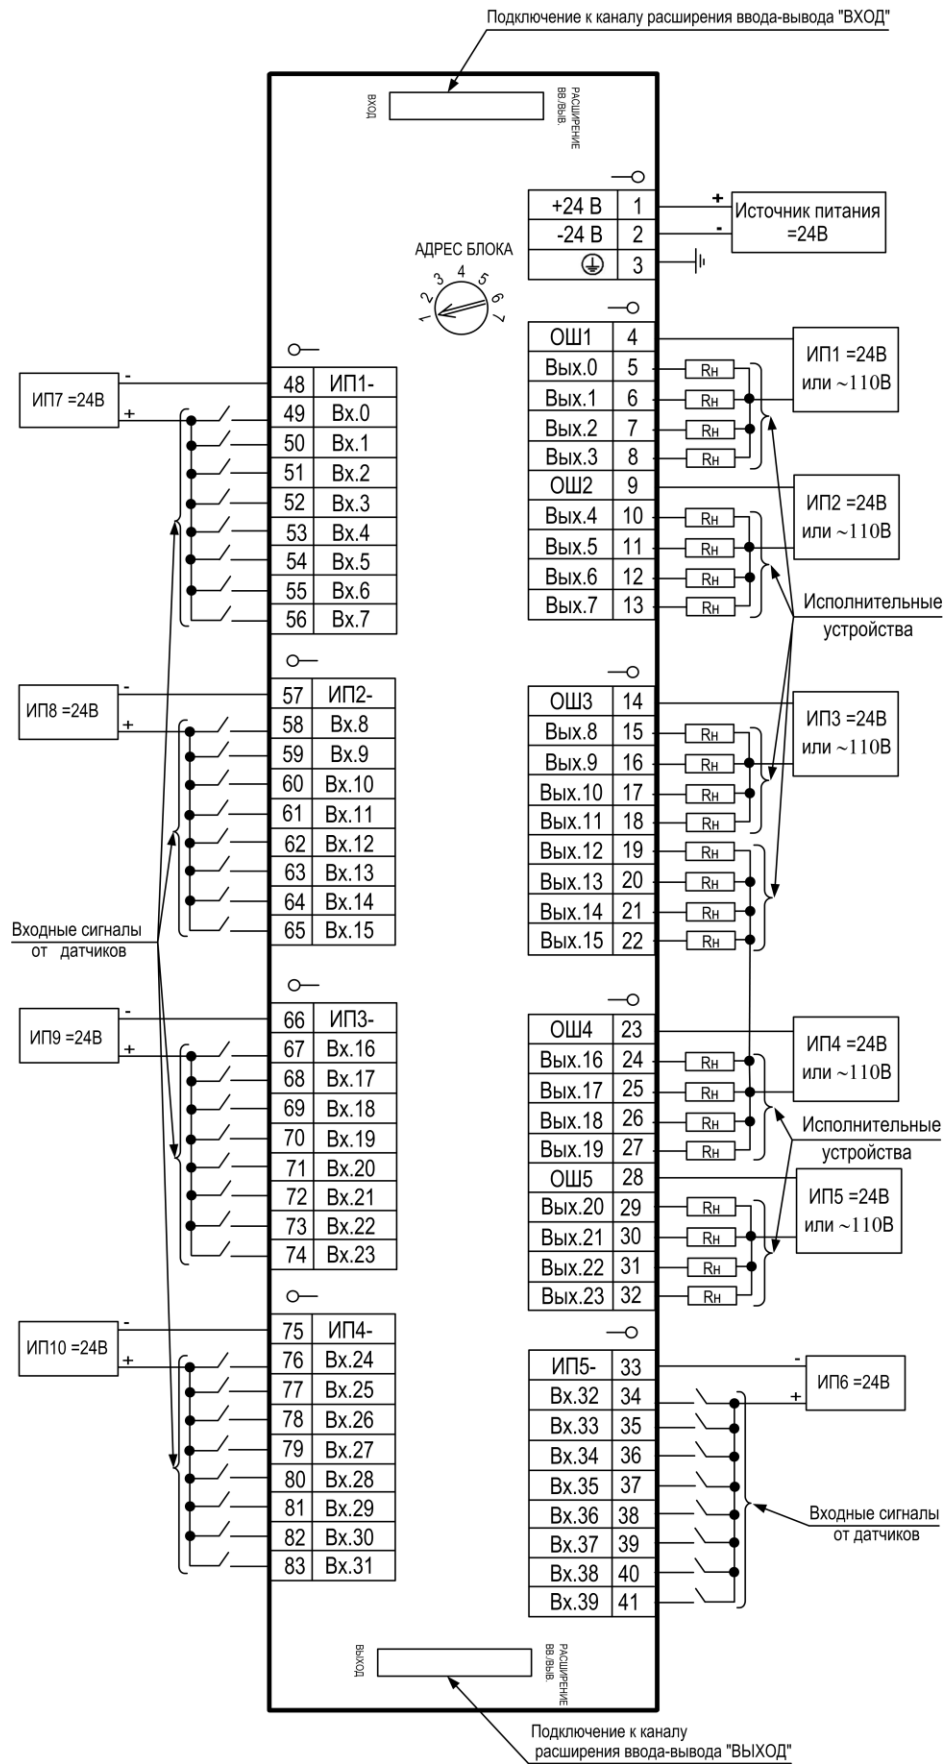 Подключение к каналу расширения ввода-вывода "ВХОД"
ВХОД
РАСШИРЕНИЕ
ВВ./ВЫВ.
+24 В 1
-24 В 2
3
+
-
Источник питания
=24В
АДРЕС БЛОКА
1 2 3 4 5 6 7
ИП7 =24В
-
+
48 ИП1-
49 Вх.0
50 Вх.1
51 Вх.2
52 Вх.3
53 Вх.4
54 Вх.5
55 Вх.6
56 Вх.7
ОШ1 4
Вых.0 5 Rн
Вых.1 6 Rн
Вых.2 7 Rн
Вых.3 8 Rн
ОШ2 9
Вых.4 10 Rн
Вых.5 11 Rн
Вых.6 12 Rн
Вых.7 13 Rн
ИП1 =24В
или ~110В
ИП2 =24В
или ~110В
Исполнительные
устройства
ИП8 =24В
-
+
57 ИП2-
58 Вх.8
59 Вх.9
60 Вх.10
61 Вх.11
62 Вх.12
63 Вх.13
64 Вх.14
65 Вх.15
ОШ3 14
Вых.8 15 Rн
Вых.9 16 Rн
Вых.10 17 Rн
Вых.11 18 Rн
Вых.12 19 Rн
Вых.13 20 Rн
Вых.14 21 Rн
Вых.15 22 Rн
ИП3 =24В
или ~110В
Входные сигналы
от датчиков
ИП9 =24В
-
+
66 ИП3-
67 Вх.16
68 Вх.17
69 Вх.18
70 Вх.19
71 Вх.20
72 Вх.21
73 Вх.22
74 Вх.23
ОШ4 23
Вых.16 24 Rн
Вых.17 25 Rн
Вых.18 26 Rн
Вых.19 27 Rн
ОШ5 28
Вых.20 29 Rн
Вых.21 30 Rн
Вых.22 31 Rн
Вых.23 32 Rн
ИП4 =24В
или ~110В
Исполнительные
устройства
ИП5 =24В
или ~110В
ИП10 =24В
-
+
75 ИП4-
76 Вх.24
77 Вх.25
78 Вх.26
79 Вх.27
80 Вх.28
81 Вх.29
82 Вх.30
83 Вх.31
ИП5- 33
Вх.32 34
Вх.33 35
Вх.34 36
Вх.35 37
Вх.36 38
Вх.37 39
Вх.38 40
Вх.39 41
-
+
ИП6 =24В
Входные сигналы
от датчиков
ВЫХОД
РАСШИРЕНИЕ
ВВ./ВЫВ.
Подключение к каналу
расширения ввода-вывода "ВЫХОД"